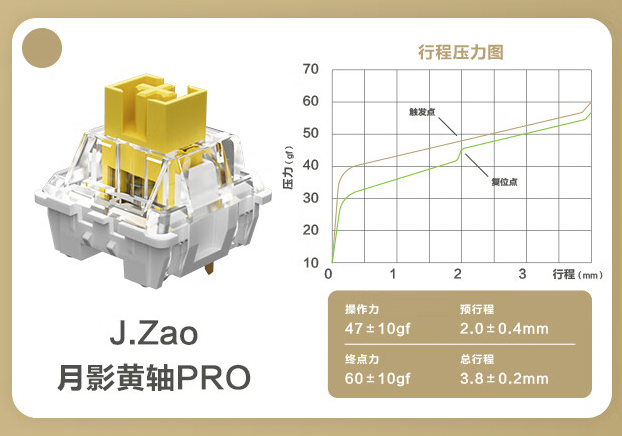 行程压力图
70
60
50
40
30
20
10
压力(gf)
触发点
复位点
0
1
2
3
行程(mm)
J.Zao
月影黄轴PRO
操作力
47±10gf
预行程
2.0±0.4mm
终点力
60±10gf
总行程
3.8±0.2mm